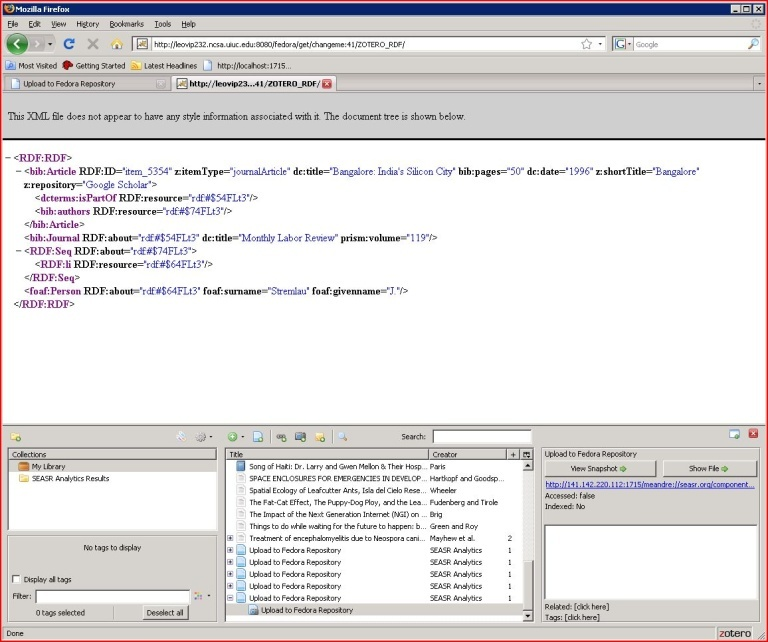 Mozilla Firefox
File Edit View History Bookmarks Tools Help
http://leovip232.ncsa.uiuc.edu:8080/fedora/get/changeme:41/ZOTERO_RDF/
G Google
Most Visited Getting Started Latest Headlines http://localhost:1715...
Upload to Fedora Repository http://leovip23...41/ZOTERO_RDF/
This XML file does not appear to have any style information associated with it. The document tree is shown below.
− <RDF:RDF>
− <bib:Article RDF:ID="item_5354" z:itemType="journalArticle" dc:title="Bangalore: India's Silicon City" bib:pages="50" dc:date="1996" z:shortTitle="Bangalore"
z:repository="Google Scholar">
<dcterms:isPartOf RDF:resource="rdf:#$54FLt3"/>
<bib:authors RDF:resource="rdf:#$74FLt3"/>
</bib:Article>
<bib:Journal RDF:about="rdf:#$54FLt3" dc:title="Monthly Labor Review" prism:volume="119"/>
− <RDF:Seq RDF:about="rdf:#$74FLt3">
<RDF:li RDF:resource="rdf:#$64FLt3"/>
</RDF:Seq>
<foaf:Person RDF:about="rdf:#$64FLt3" foaf:surname="Stremlau" foaf:givenname="J."/>
</RDF:RDF>
Search:
Collections
My Library
SEASR Analytics Results
No tags to display
Display all tags
Filter:
0 tags selected Deselect all
Title Creator +
Song of Haiti: Dr. Larry and Gwen Mellon & Their Hosp... Paris
SPACE ENCLOSURES FOR EMERGENCIES IN DEVELOP... Hartkopf and Goodsp...
Spatial Ecology of Leafcutter Ants, Isla del Cielo Rese... Wheeler
The Fat-Cat Effect, The Puppy-Dog Ploy, and the Lea... Fudenberg and Tirole
The Impact of the Next Generation Internet (NGI) on ... Brig
Things to do while waiting for the future to happen: b... Green and Roy
Treatment of encephalomyelitis due to Neospora cani... Mayhew et al. 2
Upload to Fedora Repository SEASR Analytics 1
Upload to Fedora Repository SEASR Analytics 1
Upload to Fedora Repository SEASR Analytics 1
Upload to Fedora Repository SEASR Analytics 1
Upload to Fedora Repository SEASR Analytics 1
Upload to Fedora Repository
Upload to Fedora Repository
View Snapshot Show File
http://141.142.220.112:1715/meandre://seasr.org/component...
Accessed: false
Indexed: No
Related: [click here]
Tags: [click here]
Done
zotero